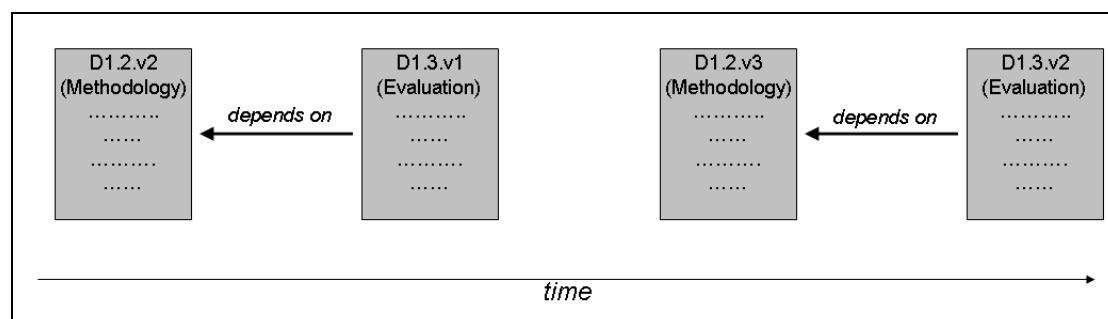 D1.2.v2
(Methodology)
………..
……
……….
……
depends on
D1.3.v1
(Evaluation)
………..
……
……….
……
D1.2.v3
(Methodology)
………..
……
……….
……
depends on
D1.3.v2
(Evaluation)
………..
……
……….
……
time